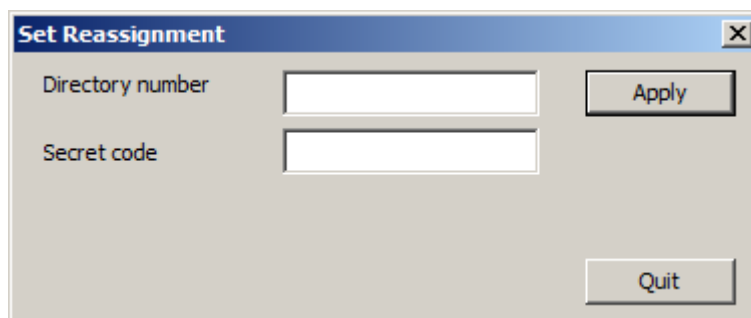 Set Reassignment
Directory number
Apply
Secret code
Quit